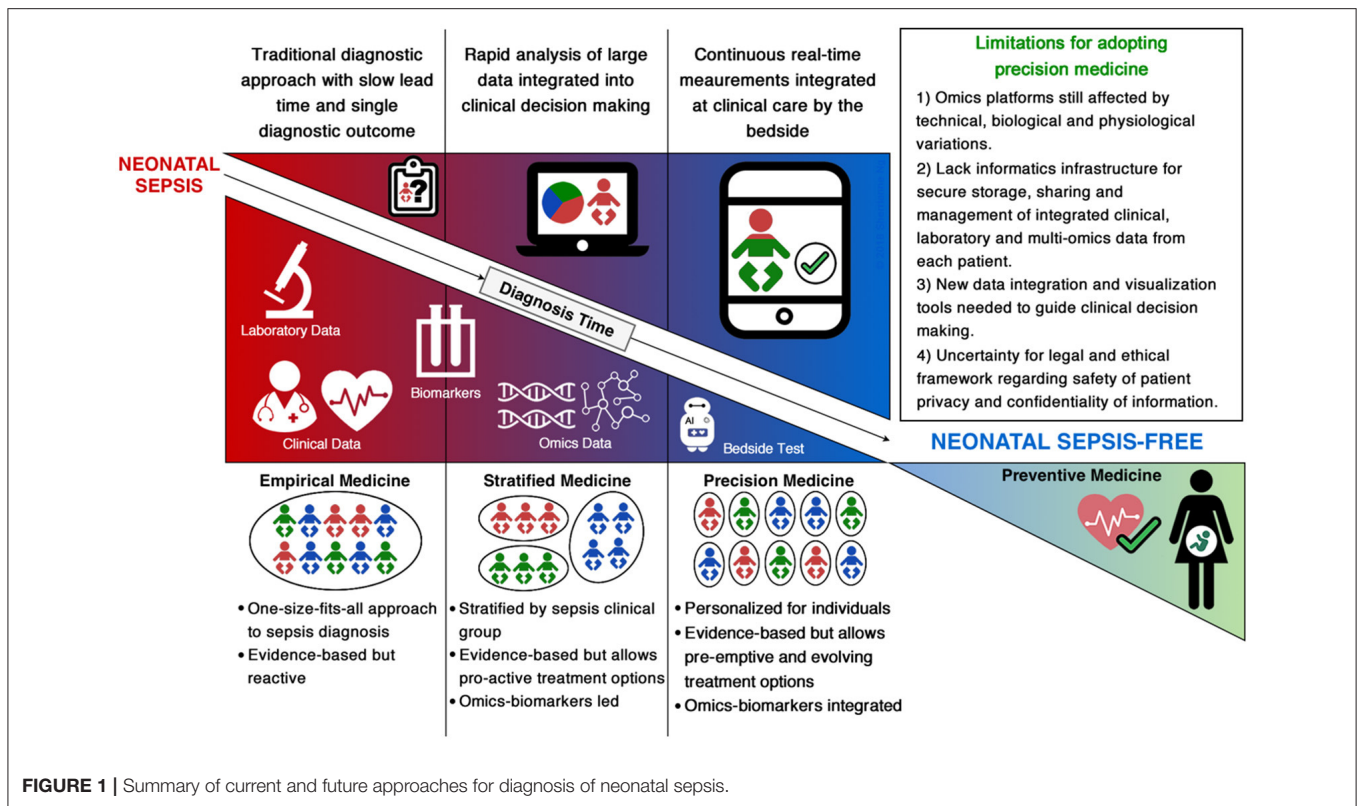 Traditional diagnostic
approach with slow lead
time and single
diagnostic outcome
Rapid analysis of large
data integrated into
clinical decision making
Continuous real-time
meaurements integrated
at clinical care by the
bedside
Limitations for adopting
precision medicine
1) Omics platforms still affected by
technical, biological and physiological
variations.
2) Lack informatics infrastructure for
secure storage, sharing and
management of integrated clinical,
laboratory and multi-omics data from
each patient.
3) New data integration and visualization
tools needed to guide clinical decision
making.
4) Uncertainty for legal and ethical
framework regarding safety of patient
privacy and confidentiality of information.
NEONATAL
SEPSIS
?
Diagnosis Time
Laboratory Data
Biomarkers
Clinical Data
Omics Data
AI
Bedside Test
NEONATAL SEPSIS-FREE
Preventive Medicine
Empirical Medicine
• One-size-fits-all approach
to sepsis diagnosis
• Evidence-based but
reactive
Stratified Medicine
• Stratified by sepsis clinical
group
• Evidence-based but allows
pro-active treatment options
• Omics-biomarkers led
Precision Medicine
• Personalized for individuals
• Evidence-based but allows
pre-emptive and evolving
treatment options
• Omics-biomarkers integrated
FIGURE 1 | Summary of current and future approaches for diagnosis of neonatal sepsis.